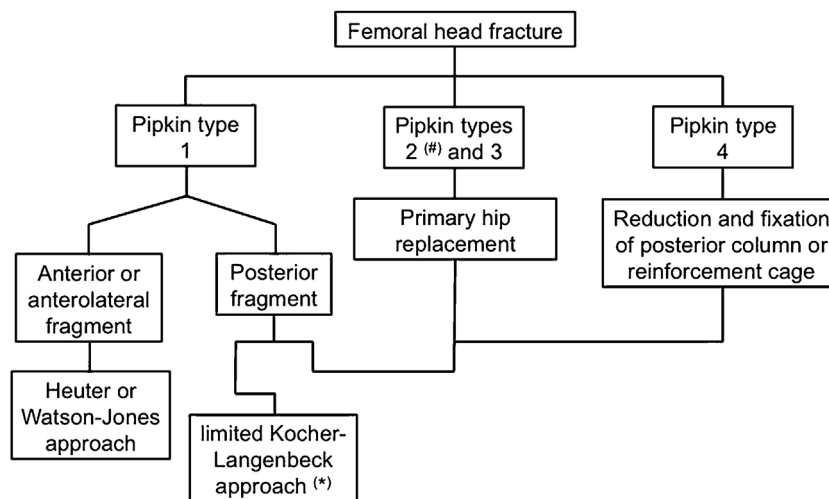 Femoral head fracture
Pipkin type
1
Pipkin types
2 (#) and 3
Pipkin type
4
Primary hip
replacement
Reduction and fixation
of posterior column or
reinforcement cage
Anterior or
anterolateral
fragment
Posterior
fragment
Heuter or
Watson-Jones
approach
limited Kocher-
Langenbeck
approach (*)